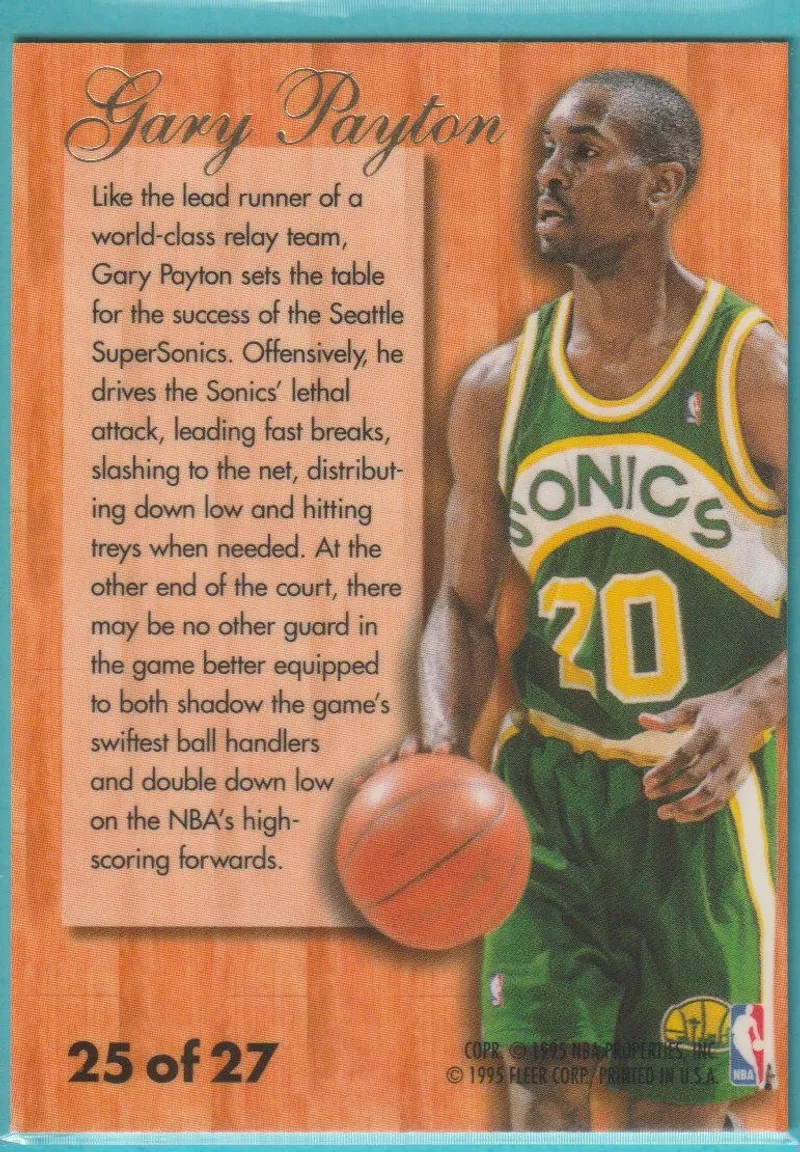 Gary Payton
Like the lead runner of a
world-class relay team,
Gary Payton sets the table
for the success of the Seattle
SuperSonics. Offensively, he
drives the Sonics' lethal
attack, leading fast breaks,
slashing to the net, distribut-
ing down low and hitting
treys when needed. At the
other end of the court, there
may be no other guard in
the game better equipped
to both shadow the game's
swiftest ball handlers
and double down low
on the NBA's high-
scoring forwards.
SONICS
20
25 of 27
COPR. © 1995 NBA PROPERTIES, INC.
© 1995 FLEER CORP., PRINTED IN U.S.A.
NBA